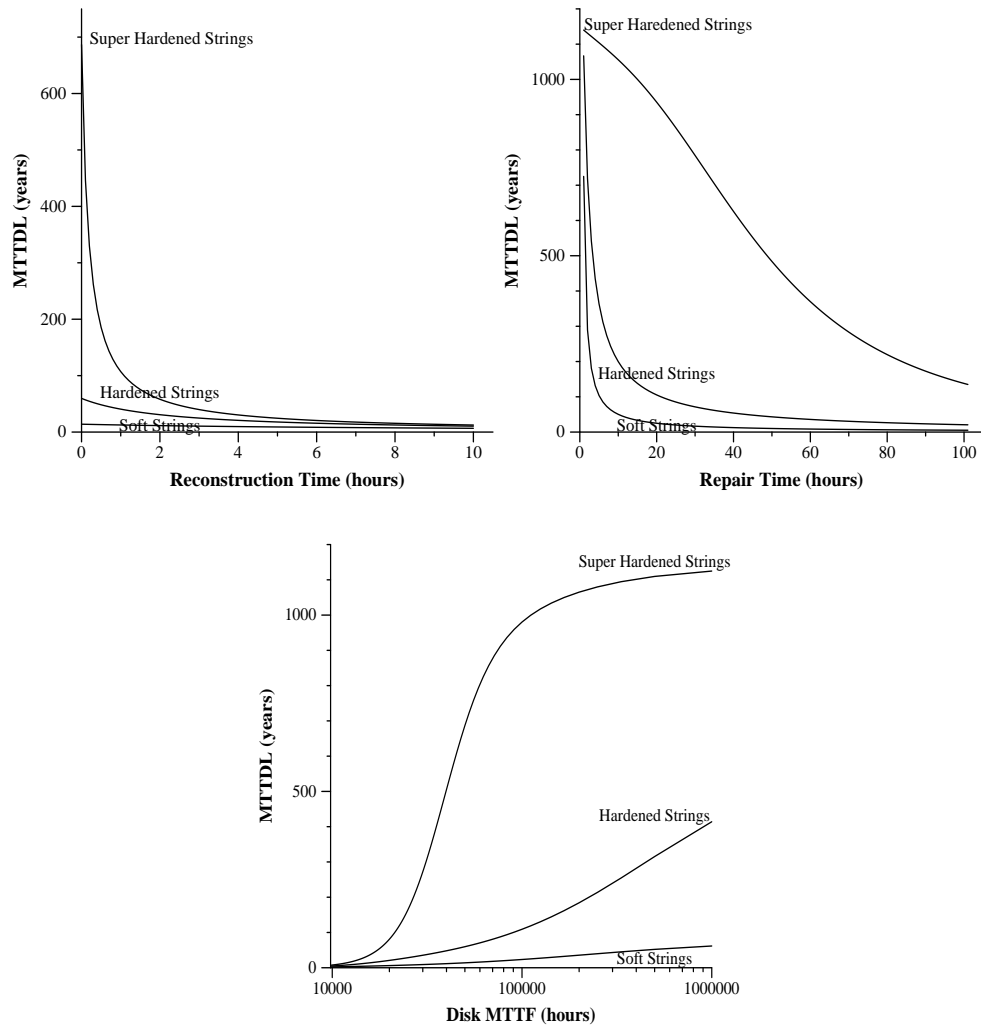 Super Hardened Strings
600
400
200
0
MTTDL (years)
Hardened Strings
Soft Strings
0 2 4 6 8 10
Reconstruction Time (hours)
Super Haredened Strings
1000
500
0
MTTDL (years)
Hardened Strings
Soft Strings
0 20 40 60 80 100
Repair Time (hours)
Super Hardened Strings
1000
500
0
MTTDL (years)
Hardened Strings
Soft Strings
10000 100000 1000000
Disk MTTF (hours)